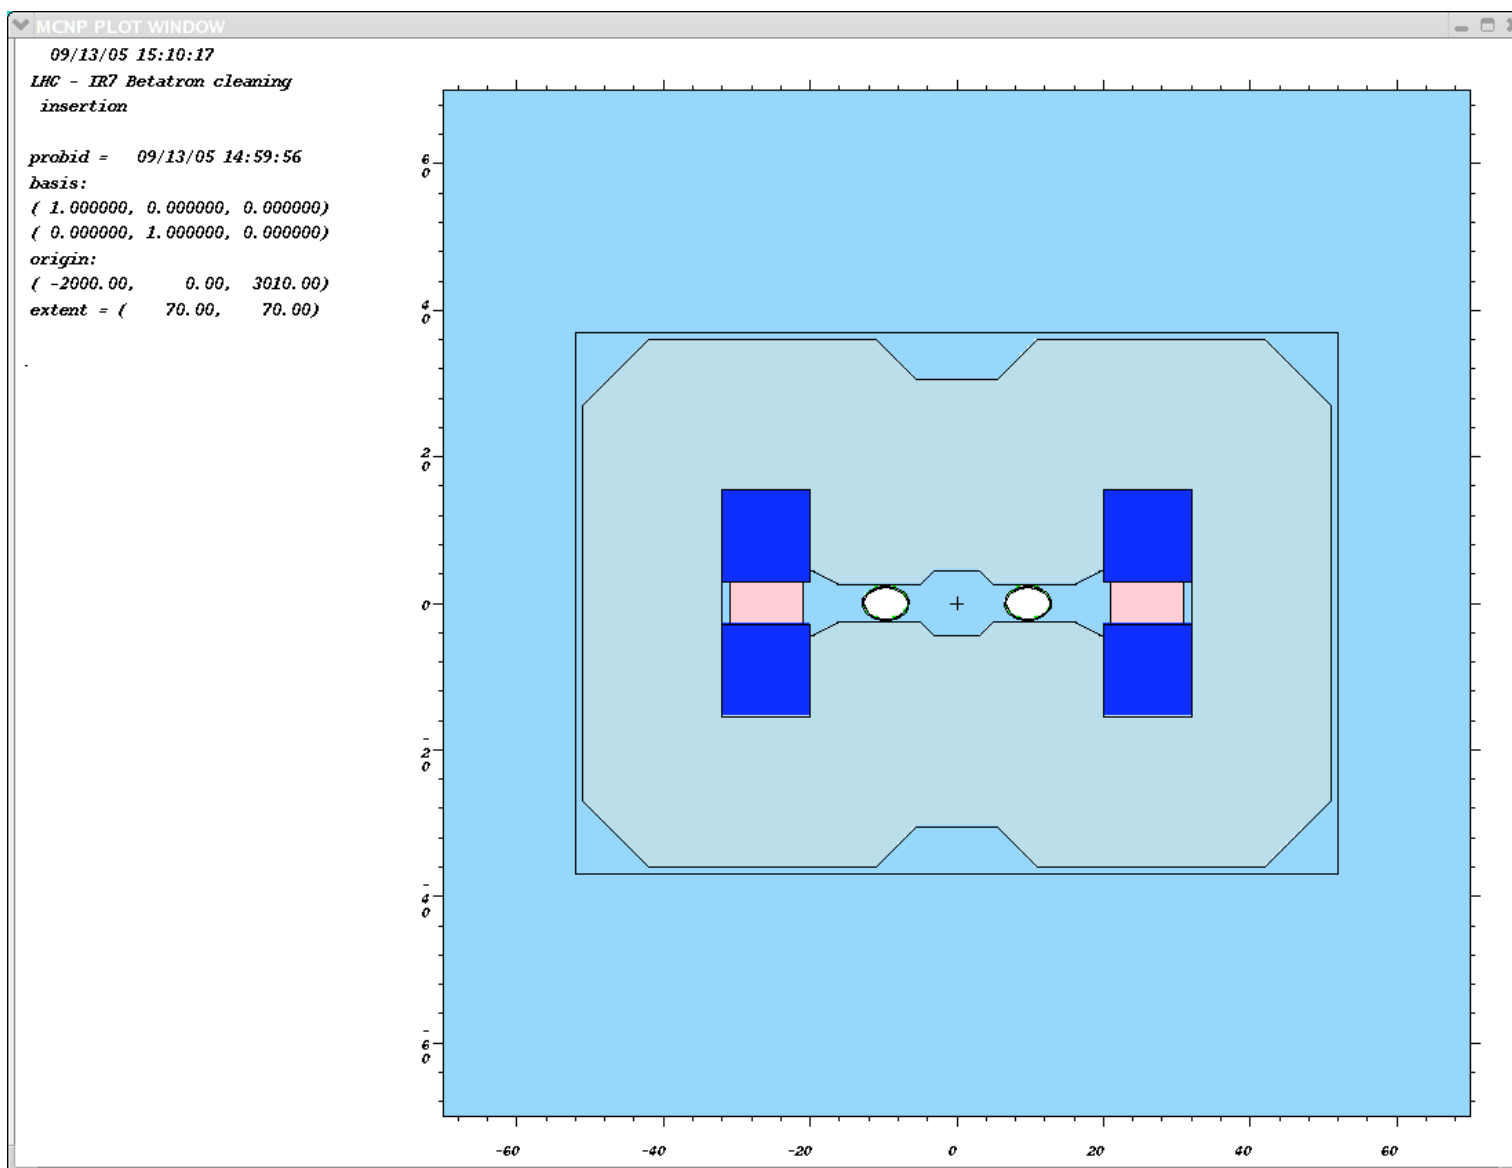 MCNP PLOT WINDOW
09/13/05 15:10:17
LHC - IR7 Betatron cleaning
insertion
probid = 09/13/05 14:59:56
basis:
( 1.000000, 0.000000, 0.000000)
( 0.000000, 1.000000, 0.000000)
origin:
( -2000.00, 0.00, 3010.00)
extent = ( 70.00, 70.00)
60
40
20
0
-20
-40
-60
-60 -40 -20 0 20 40 60